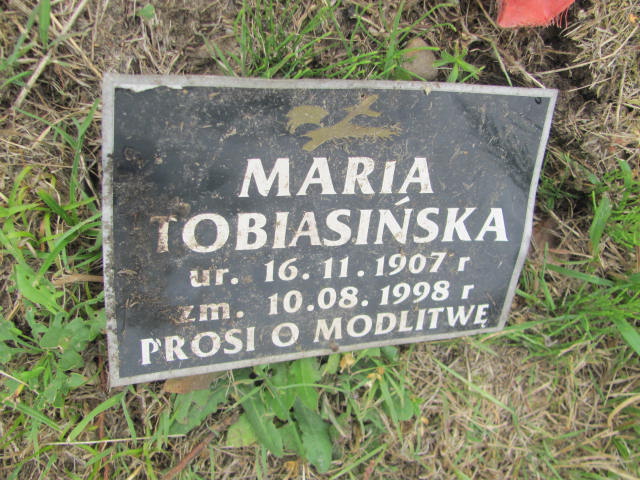 MARIA
TOBIASIŃSKA
ur. 16.11.1907 r
zm. 10.08.1998 r
PROSI O MODLITWĘ